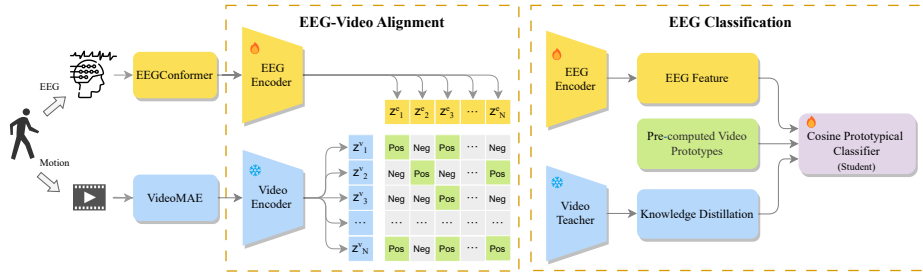 EEG-Video Alignment
EEG Classification
EEG
EEGConformer
EEG
Encoder
z^e_1 z^e_2 z^e_3 ... z^e_N
Motion
VideoMAE
Video
Encoder
z^v_1 Pos Neg Pos ... Neg
z^v_2 Neg Pos Neg ... Pos
z^v_3 Neg Neg Pos ... Neg
... ... ... ... ... ...
z^v_N Pos Neg Pos ... Pos
EEG
Encoder
EEG Feature
Pre-computed Video
Prototypes
Video
Teacher
Knowledge Distillation
Cosine Prototypical
Classifier
(Student)